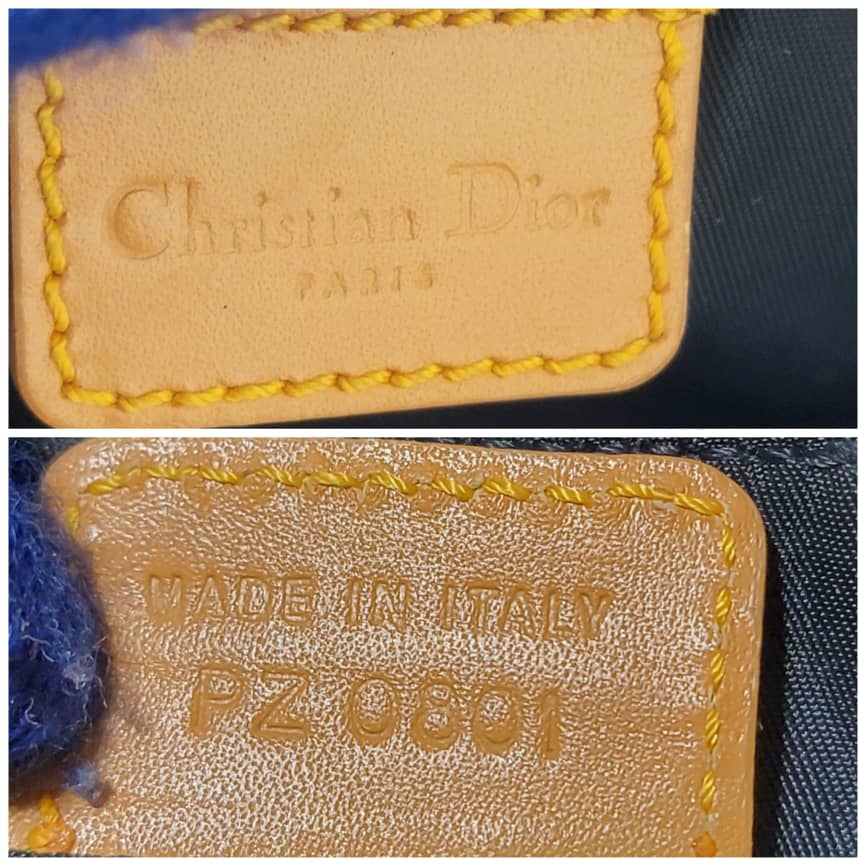 Christian Dior
PARIS
MADE IN ITALY
PZ 0801